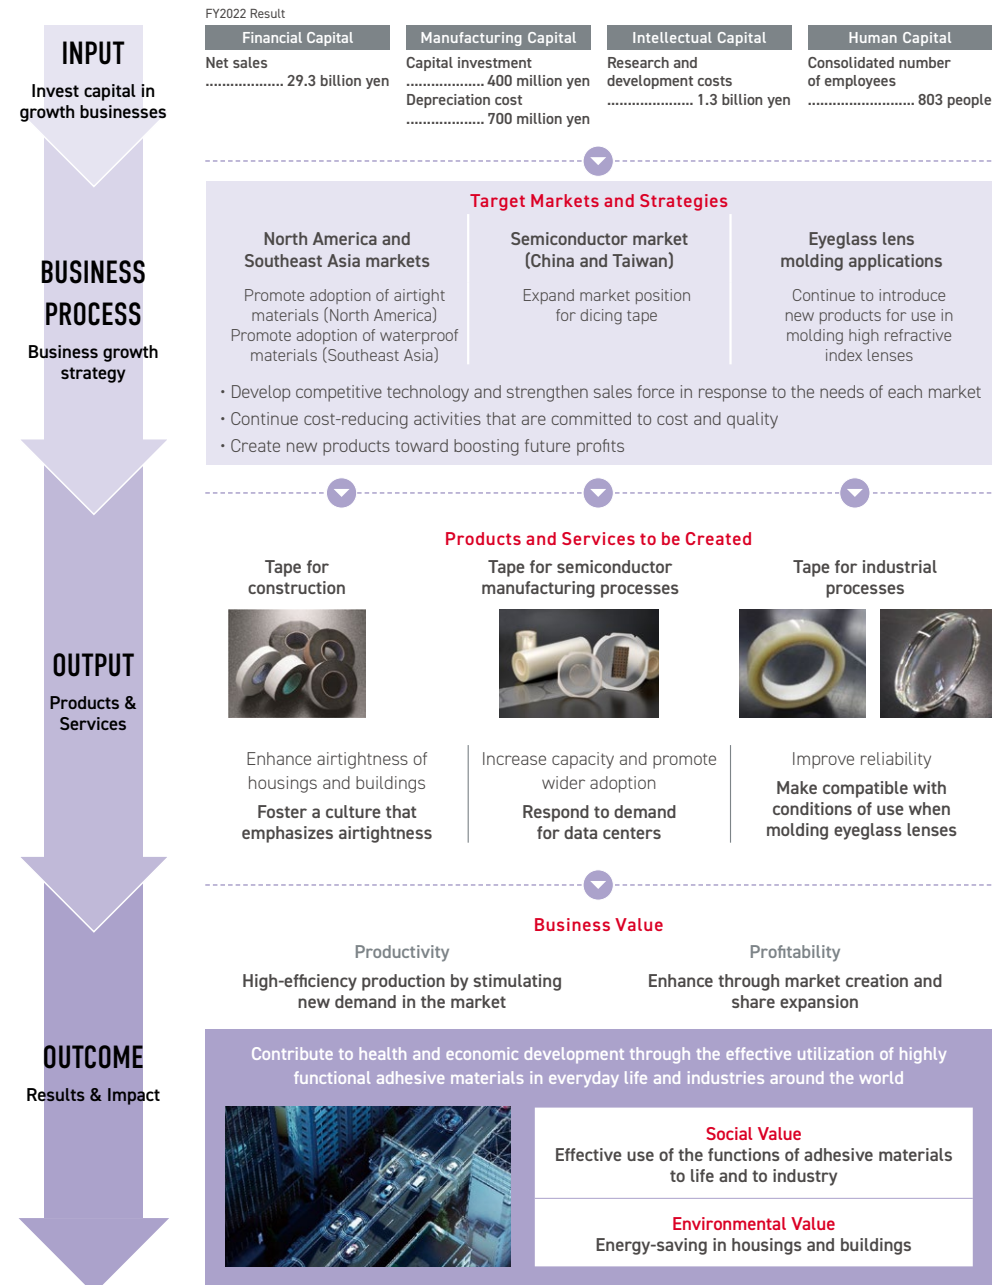 FY2022 Result
INPUT
Invest capital in
growth businesses
Financial Capital
Net sales
................... 29.3 billion yen
Manufacturing Capital
Capital investment
................... 400 million yen
Depreciation cost
................... 700 million yen
Intellectual Capital
Research and
development costs
..................... 1.3 billion yen
Human Capital
Consolidated number
of employees
.......................... 803 people
BUSINESS
PROCESS
Business growth
strategy
Target Markets and Strategies
North America and
Southeast Asia markets
Promote adoption of airtight
materials (North America)
Promote adoption of waterproof
materials (Southeast Asia)
Semiconductor market
(China and Taiwan)
Expand market position
for dicing tape
Eyeglass lens
molding applications
Continue to introduce
new products for use in
molding high refractive
index lenses
・Develop competitive technology and strengthen sales force in response to the needs of each market
・Continue cost-reducing activities that are committed to cost and quality
・Create new products toward boosting future profits
OUTPUT
Products &
Services
Products and Services to be Created
Tape for
construction
Enhance airtightness of
housings and buildings
Foster a culture that
emphasizes airtightness
Tape for semiconductor
manufacturing processes
Increase capacity and promote
wider adoption
Respond to demand
for data centers
Tape for industrial
processes
Improve reliability
Make compatible with
conditions of use when
molding eyeglass lenses
OUTCOME
Results & Impact
Business Value
Productivity
High-efficiency production by stimulating
new demand in the market
Profitability
Enhance through market creation and
share expansion
Contribute to health and economic development through the effective utilization of highly
functional adhesive materials in everyday life and industries around the world
Social Value
Effective use of the functions of adhesive materials
to life and to industry
Environmental Value
Energy-saving in housings and buildings